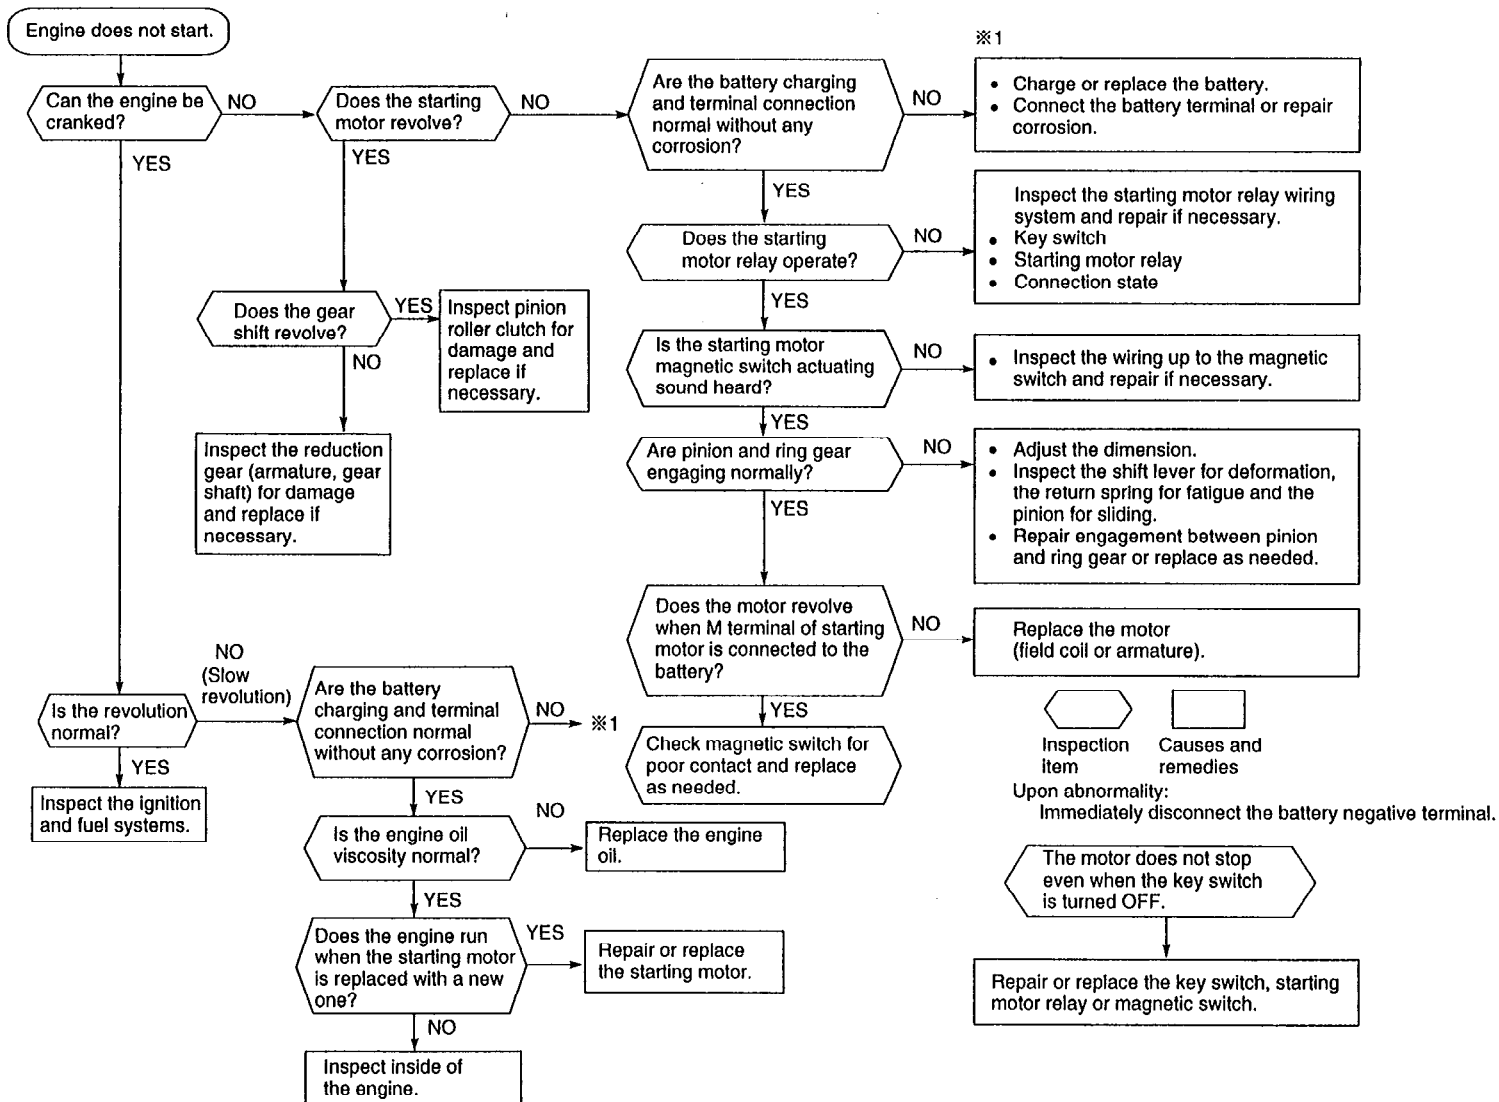 Engine does not start.
Can the engine be
cranked?
NO
YES
Does the starting
motor revolve?
NO
YES
Are the battery charging
and terminal connection
normal without any
corrosion?
NO
YES
※1
• Charge or replace the battery.
• Connect the battery terminal or repair
corrosion.
Does the starting
motor relay operate?
NO
YES
Inspect the starting motor relay wiring
system and repair if necessary.
• Key switch
• Starting motor relay
• Connection state
Does the gear
shift revolve?
YES
NO
Inspect pinion
roller clutch for
damage and
replace if
necessary.
Inspect the reduction
gear (armature, gear
shaft) for damage
and replace if
necessary.
Is the starting motor
magnetic switch actuating
sound heard?
NO
YES
• Inspect the wiring up to the magnetic
switch and repair if necessary.
Are pinion and ring gear
engaging normally?
NO
YES
• Adjust the dimension.
• Inspect the shift lever for deformation,
the return spring for fatigue and the
pinion for sliding.
• Repair engagement between pinion
and ring gear or replace as needed.
Does the motor revolve
when M terminal of starting
motor is connected to the
battery?
NO
YES
Replace the motor
(field coil or armature).
Check magnetic switch for
poor contact and replace
as needed.
Is the revolution
normal?
NO
(Slow
revolution)
YES
Inspect the ignition
and fuel systems.
Are the battery
charging and terminal
connection normal
without any corrosion?
NO
※1
YES
Is the engine oil
viscosity normal?
NO
YES
Replace the engine
oil.
Does the engine run
when the starting motor
is replaced with a new
one?
YES
NO
Repair or replace
the starting motor.
Inspect inside of
the engine.
Inspection
Item
Causes and
remedies
Upon abnormality:
Immediately disconnect the battery negative terminal.
The motor does not stop
even when the key switch
is turned OFF.
Repair or replace the key switch, starting
motor relay or magnetic switch.